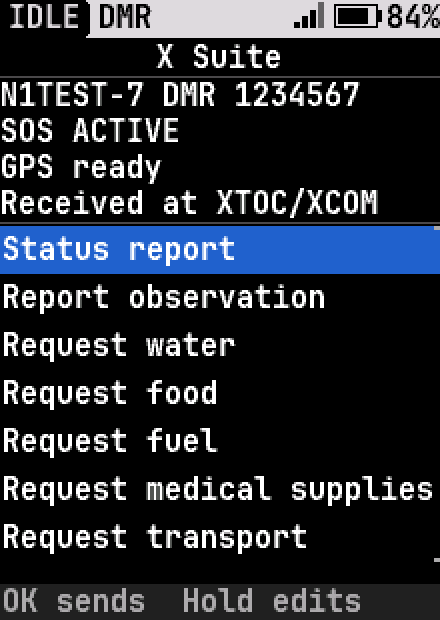 IDLE DMR 84%
X Suite
N1TEST-7 DMR 1234567
SOS ACTIVE
GPS ready
Received at XTOC/XCOM
Status report
Report observation
Request water
Request food
Request fuel
Request medical supplies
Request transport
OK sends Hold edits